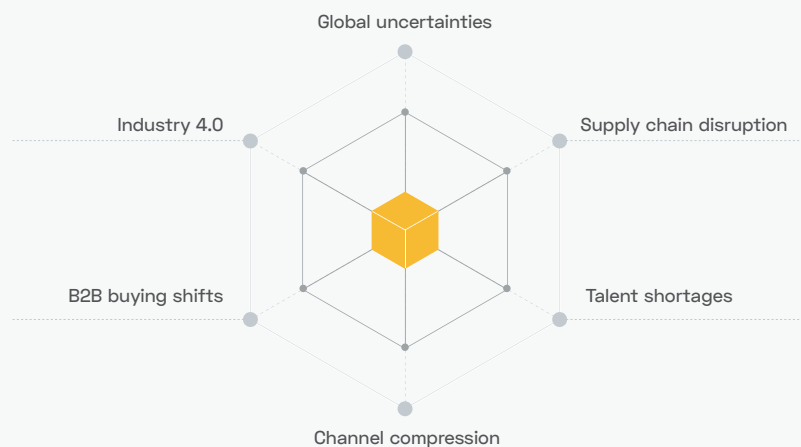 Global uncertainties
Industry 4.0
Supply chain disruption
B2B buying shifts
Talent shortages
Channel compression